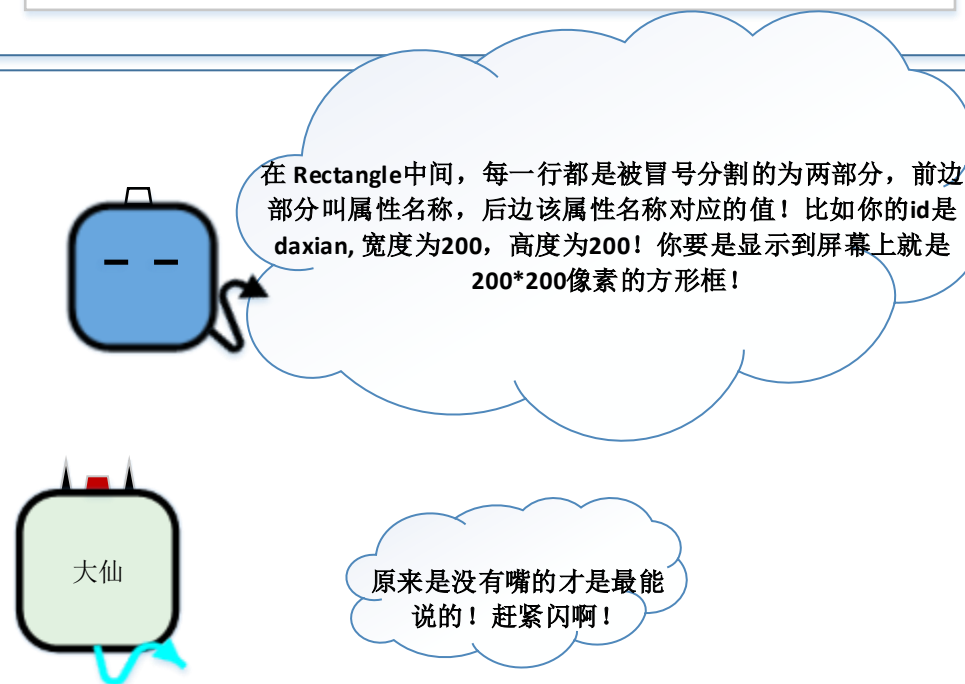 在 Rectangle中间，每一行都是被冒号分割的为两部分，前边
部分叫属性名称，后边该属性名称对应的值！比如你的id是
daxian, 宽度为200，高度为200！你要是显示到屏幕上就是
200*200像素的方形框！
大仙
原来是没有嘴的才是最能
说的！赶紧闪啊！